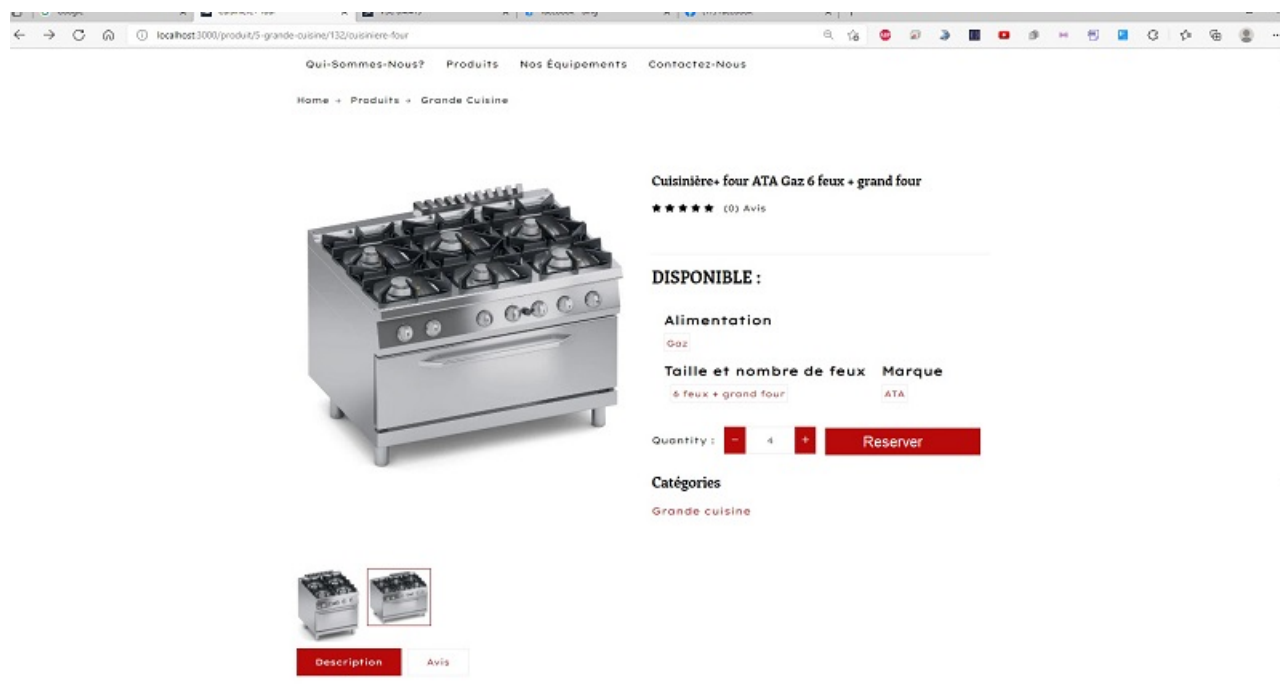 localhost:3000/produit/5-grande-cuisine/132/cuisiniere-four
Qui-Sommes-Nous? Produits Nos Équipements Contactez-Nous
Home → Produits → Grande Cuisine
Cuisinière+ four ATA Gaz 6 feux + grand four
(0) Avis
DISPONIBLE :
Alimentation
Gaz
Taille et nombre de feux Marque
6 feux + grand four ATA
Quantity : - 4 + Reserver
Catégories
Grande cuisine
Description Avis